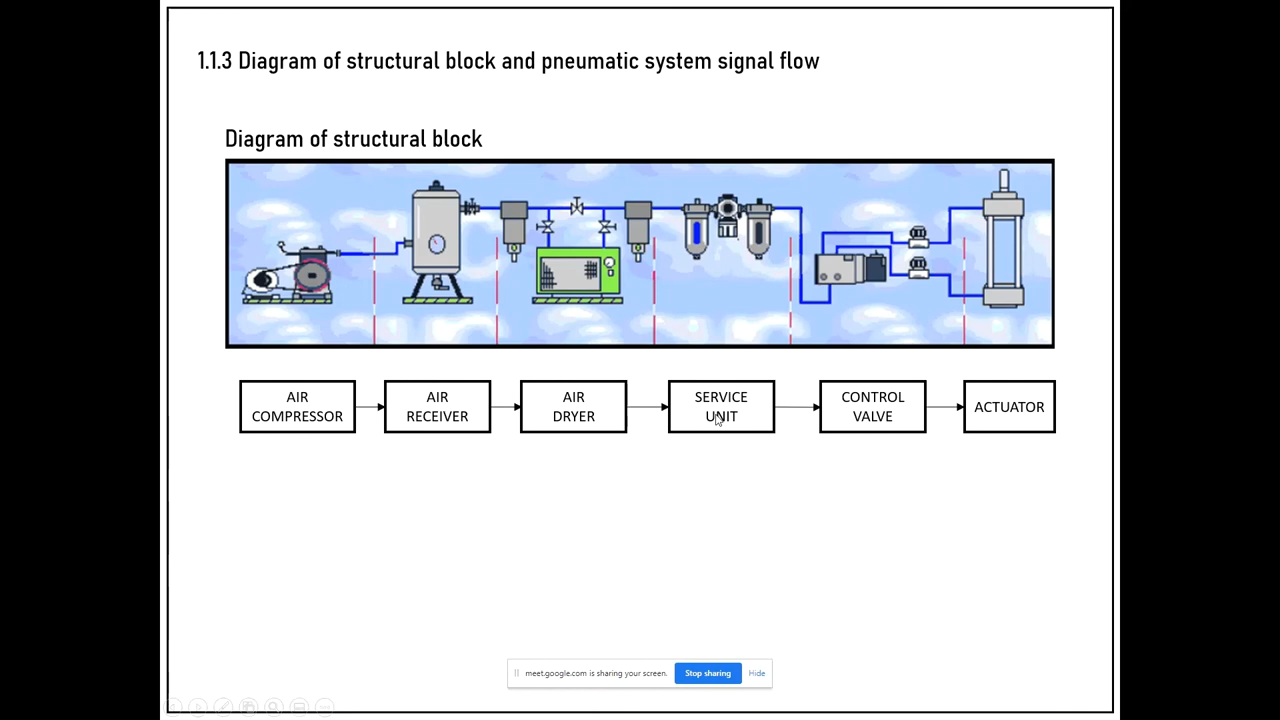 1.1.3 Diagram of structural block and pneumatic system signal flow
Diagram of structural block
AIR
COMPRESSOR
AIR
RECEIVER
AIR
DRYER
SERVICE
UNIT
CONTROL
VALVE
ACTUATOR
meet.google.com is sharing your screen.
Stop sharing
Hide